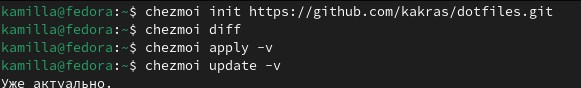 kamilla@fedora:~$ chezmoi init https://github.com/kakras/dotfiles.git
kamilla@fedora:~$ chezmoi diff
kamilla@fedora:~$ chezmoi apply -v
kamilla@fedora:~$ chezmoi update -v
Уже актуально.